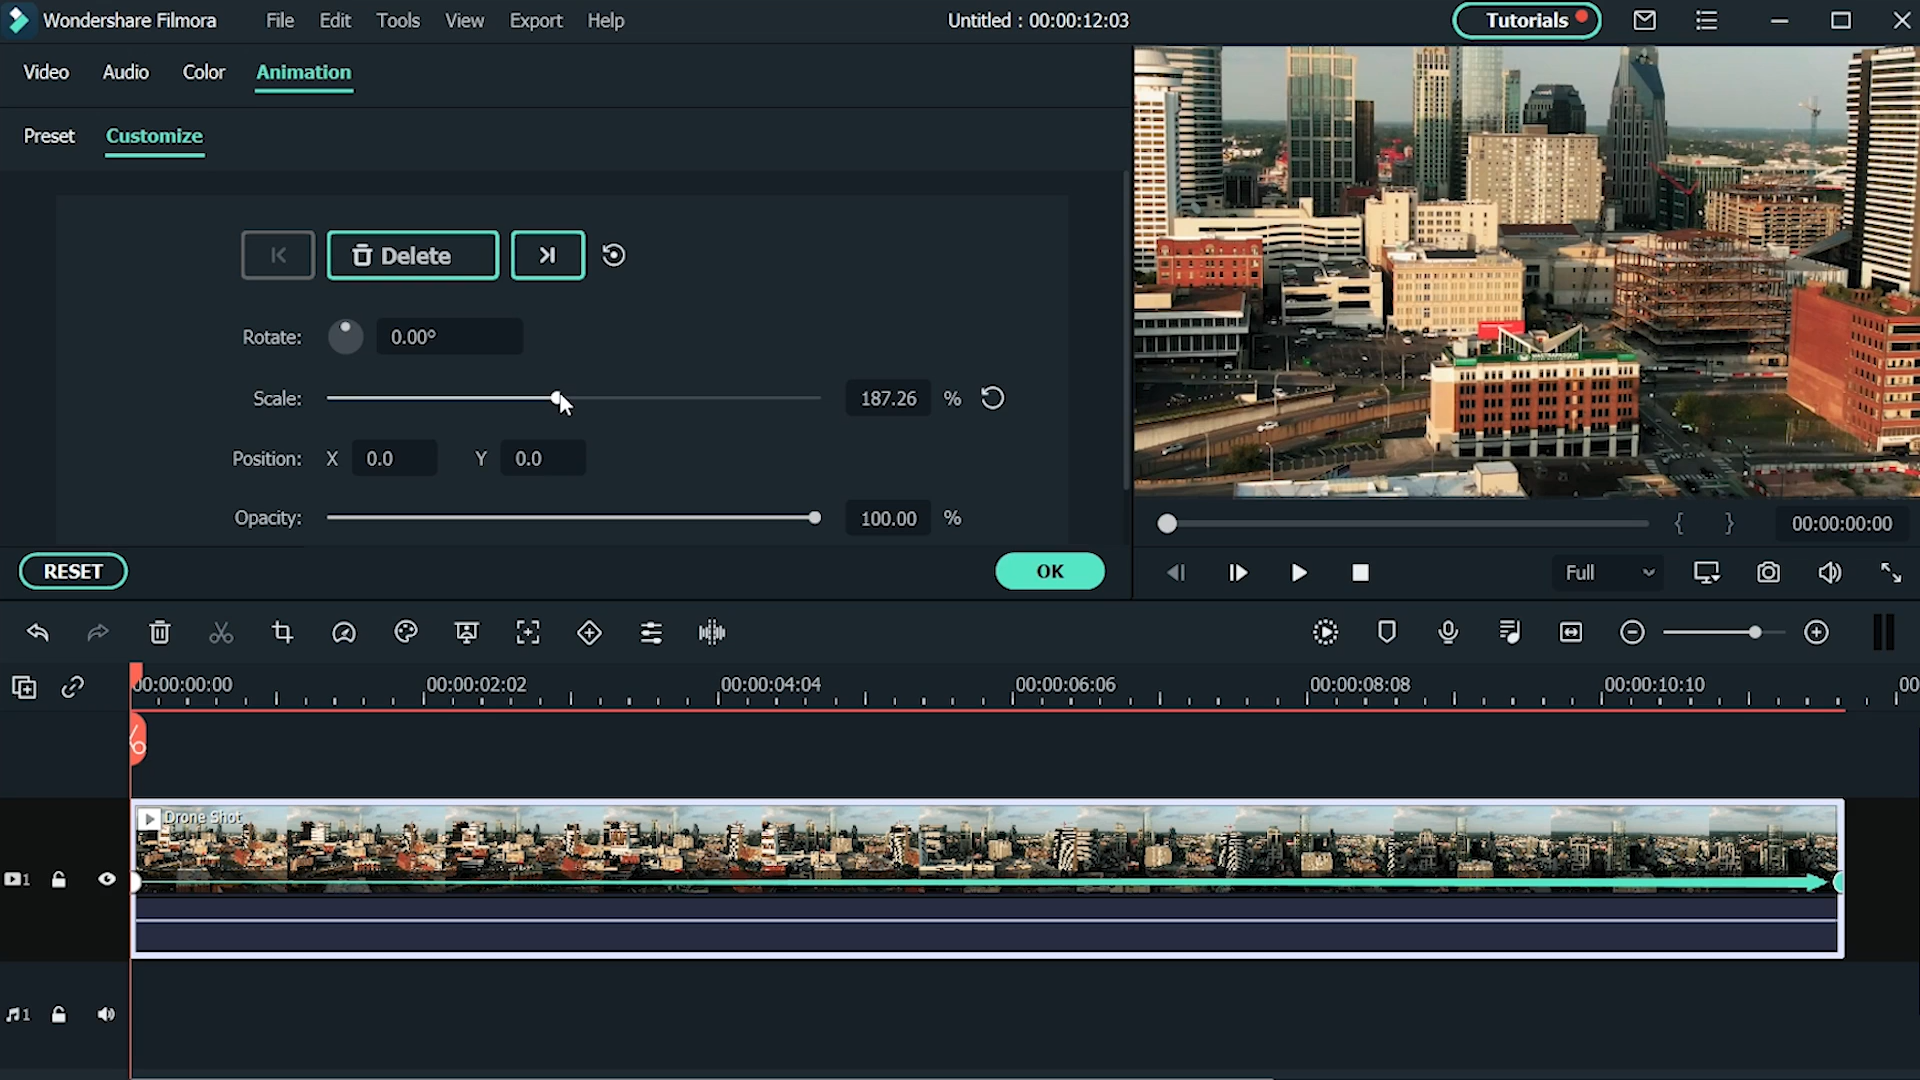 Wondershare Filmora File Edit Tools View Export Help Untitled : 00:00:12:03 Tutorials
Video Audio Color Animation
Preset Customize
Delete
Rotate: 0.00°
Scale: 187.26 %
Position: X 0.0 Y 0.0
Opacity: 100.00 %
{ } 00:00:00:00
RESET OK
Full
00:00:00:00 00:00:02:02 00:00:04:04 00:00:06:06 00:00:08:08 00:00:10:10 00
Drone Shot
1
1